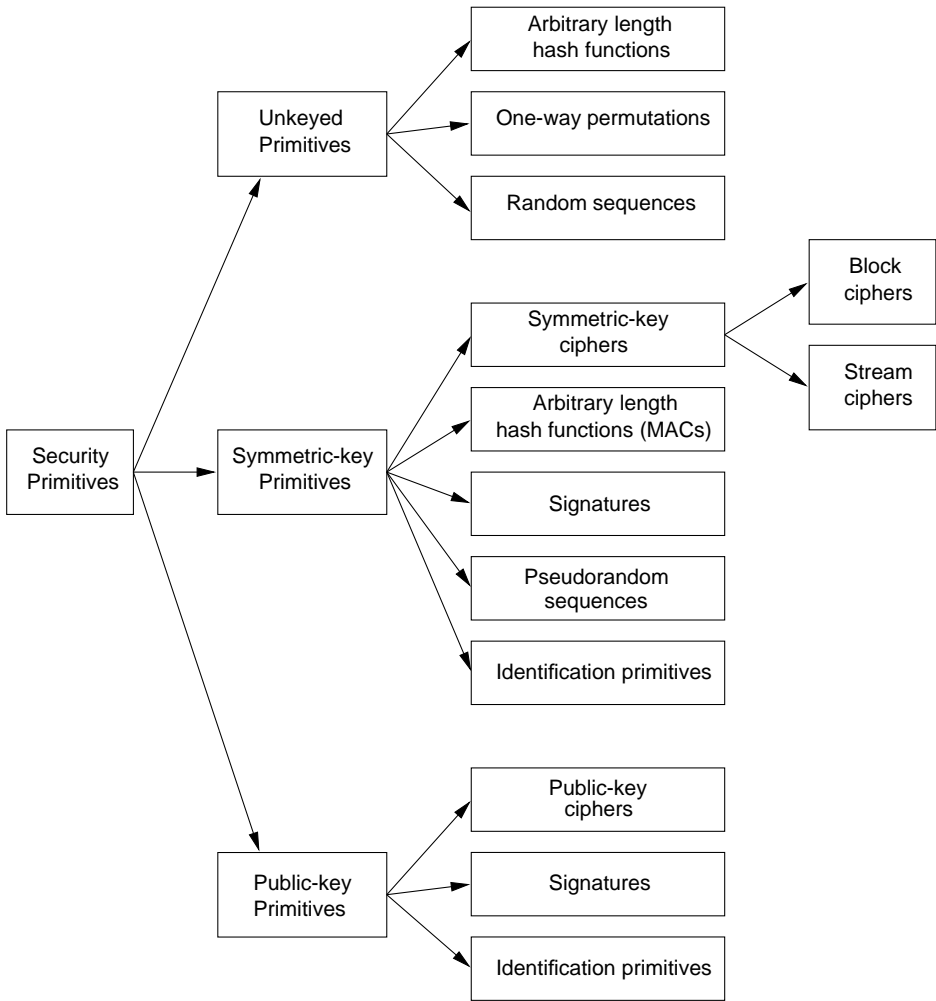 Arbitrary length
hash functions
Unkeyed
Primitives
One-way permutations
Random sequences
Block
ciphers
Symmetric-key
ciphers
Stream
ciphers
Arbitrary length
hash functions (MACs)
Security
Primitives
Symmetric-key
Primitives
Signatures
Pseudorandom
sequences
Identification primitives
Public-key
ciphers
Public-key
Primitives
Signatures
Identification primitives